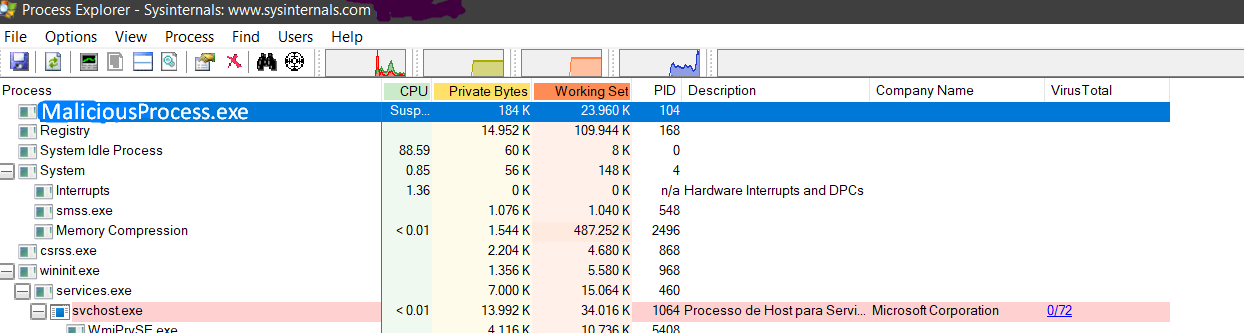 Process Explorer - Sysinternals: www.sysinternals.com
File Options View Process Find Users Help
Process CPU Private Bytes Working Set PID Description Company Name VirusTotal
MaliciousProcess.exe Susp... 184 K 23.960 K 104
Registry 14.952 K 109.944 K 168
System Idle Process 88.59 60 K 8 K 0
System 0.85 56 K 148 K 4
Interrupts 1.36 0 K 0 K n/a Hardware Interrupts and DPCs
smss.exe 1.076 K 1.040 K 548
Memory Compression < 0.01 1.544 K 487.252 K 2496
csrss.exe 2.204 K 4.680 K 868
wininit.exe 1.356 K 5.580 K 968
services.exe 7.000 K 15.064 K 460
svchost.exe < 0.01 13.992 K 34.016 K 1064 Processo de Host para Servi... Microsoft Corporation 0/72
WmiPrvSE.exe 4.116 K 10.736 K 5408